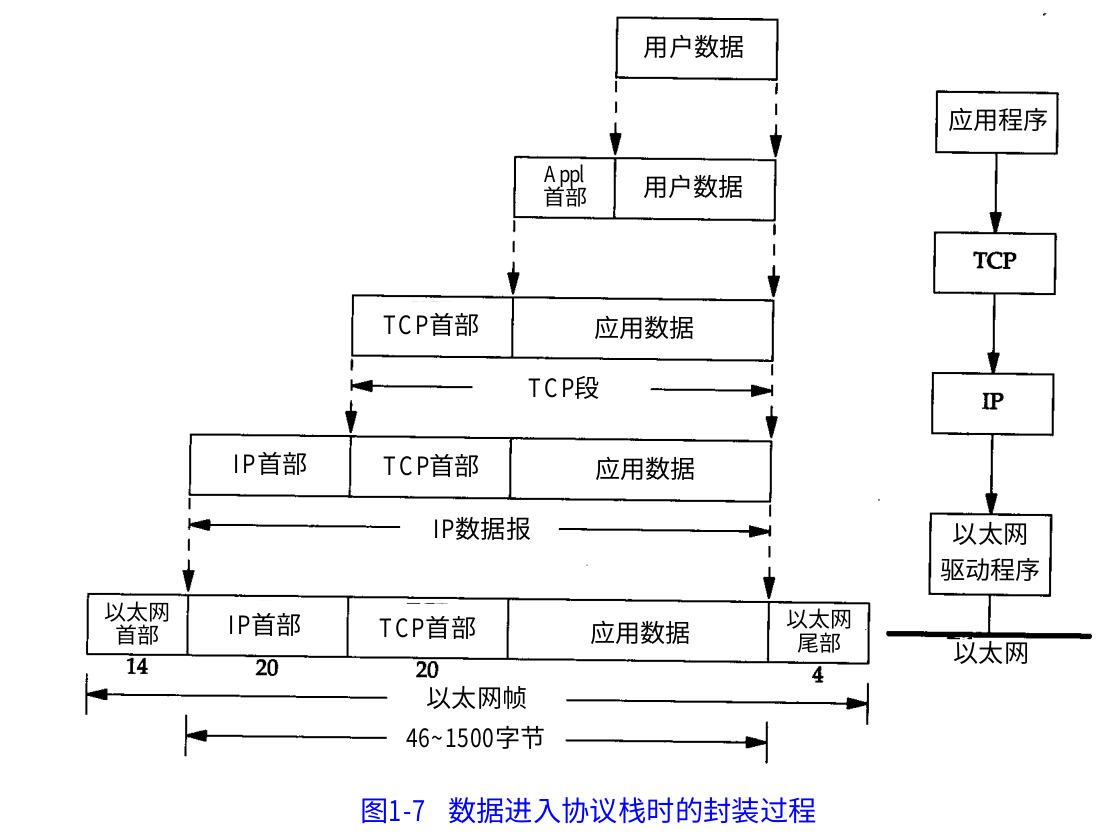 用户数据
应用程序
Appl
首部
用户数据
TCP
TCP首部
应用数据
TCP段
IP
IP首部
TCP首部
应用数据
IP数据报
以太网
驱动程序
以太网
首部
IP首部
TCP首部
应用数据
以太网
尾部
以太网
14
20
20
4
以太网帧
46~1500字节
图1-7 数据进入协议栈时的封装过程